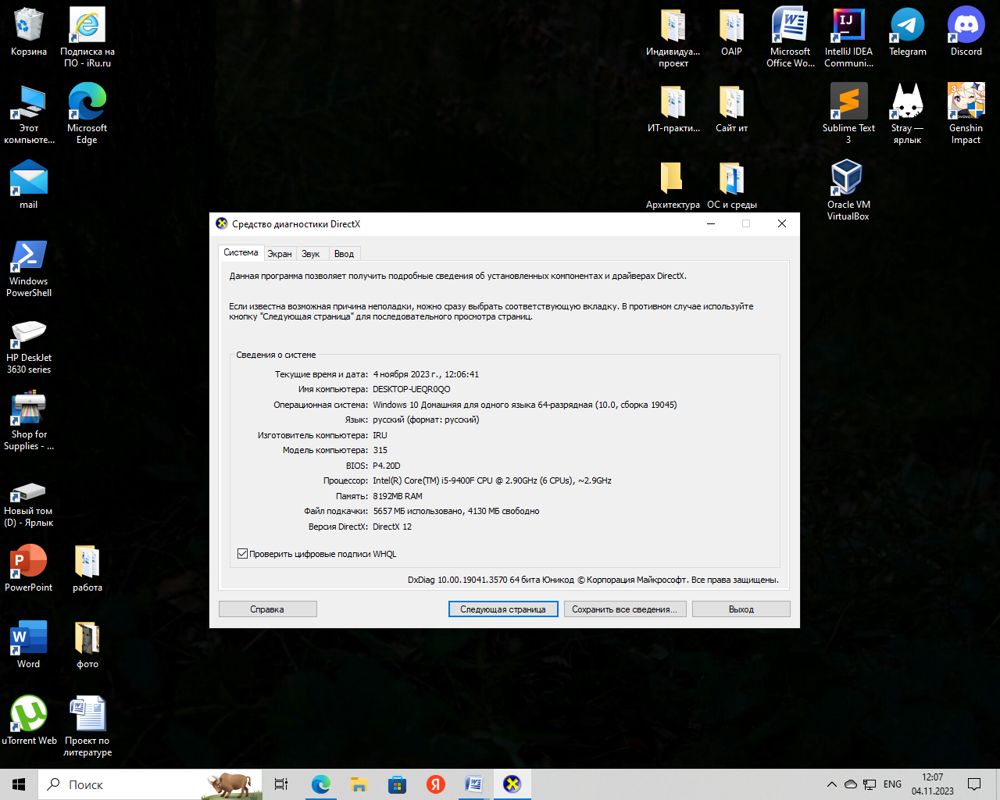 Корзина
Подписка на
ПО - iRu.ru
Этот
компьюте...
Microsoft
Edge
mail
Windows
PowerShell
HP DeskJet
3630 series
Shop for
Supplies - ...
Новый том
(D) - Ярлык
PowerPoint
работа
Word
фото
uTorrent Web
Проект по
литературе
Индивидуа...
проект
OAIP
Microsoft
Office Wo...
IntelliJ IDEA
Communi...
Telegram
Discord
ИТ-практи...
Сайт ит
Sublime Text
3
Stray —
ярлык
Genshin
Impact
Архитектура
ОС и среды
Oracle VM
VirtualBox
Средство диагностики DirectX
Система
Экран
Звук
Ввод
Данная программа позволяет получить подробные сведения об установленных компонентах и драйверах DirectX.
Если известна возможная причина неполадки, можно сразу выбрать соответствующую вкладку. В противном случае используйте
кнопку "Следующая страница" для последовательного просмотра страниц.
Сведения о системе
Текущие время и дата: 4 ноября 2023 г., 12:06:41
Имя компьютера: DESKTOP-UEQR0QO
Операционная система: Windows 10 Домашняя для одного языка 64-разрядная (10.0, сборка 19045)
Язык: русский (формат: русский)
Изготовитель компьютера: IRU
Модель компьютера: 315
BIOS: P4.20D
Процессор: Intel(R) Core(TM) i5-9400F CPU @ 2.90GHz (6 CPUs), ~2.9GHz
Память: 8192MB RAM
Файл подкачки: 5657 МБ использовано, 4130 МБ свободно
Версия DirectX: DirectX 12
Проверить цифровые подписи WHQL
DxDiag 10.00.19041.3570 64 бита Юникод © Корпорация Майкрософт. Все права защищены.
Справка
Следующая страница
Сохранить все сведения...
Выход
Поиск
ENG
12:07
04.11.2023